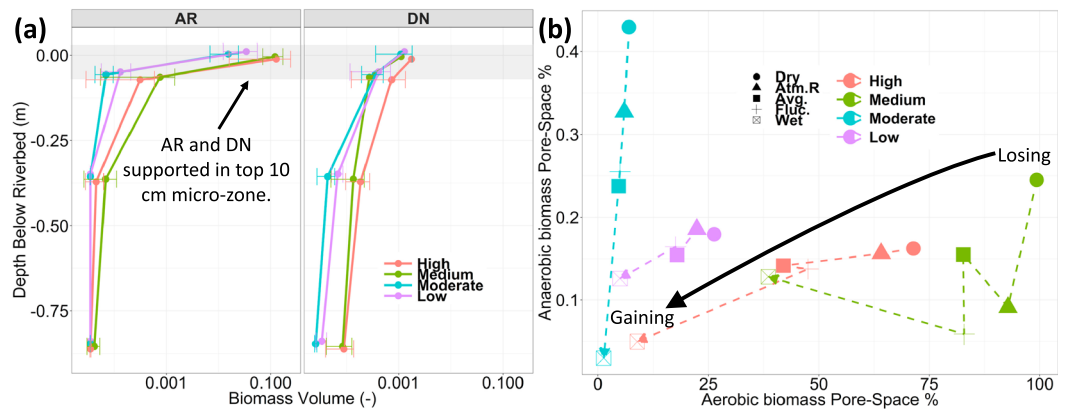 (a)
AR
DN
0.00
-0.25
-0.50
-0.75
Depth Below Riverbed (m)
AR and DN
supported in top 10
cm micro-zone.
High
Medium
Moderate
Low
0.001
0.100
0.001
0.100
Biomass Volume (-)
(b)
Anaerobic biomass Pore-Space %
0.4
0.3
0.2
0.1
Dry
Atm.R
Avg.
Fluc.
Wet
High
Medium
Moderate
Low
Losing
Gaining
0
25
50
75
100
Aerobic biomass Pore-Space %